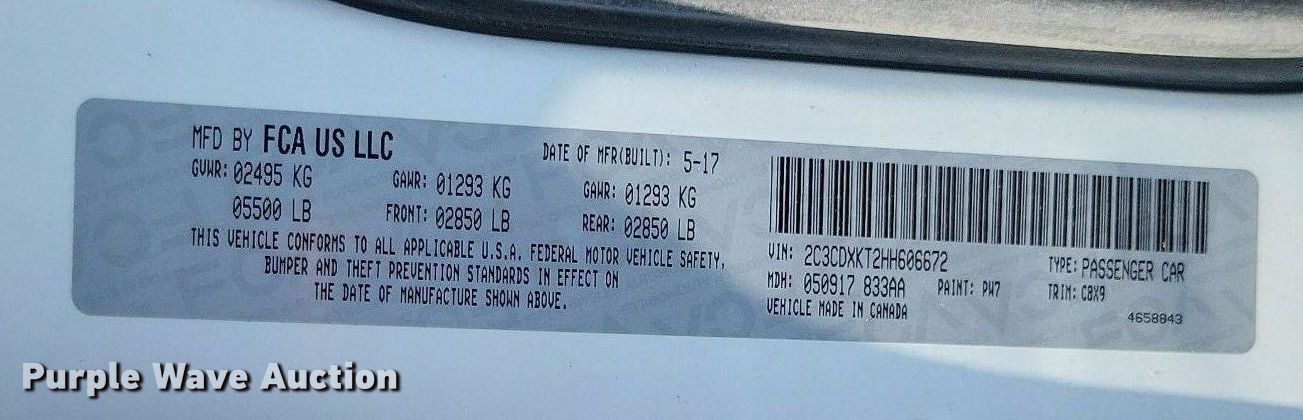 MFD BY FCA US LLC
DATE OF MFR(BUILT): 5-17
GVWR: 02495 KG
GAWR: 01293 KG
GAWR: 01293 KG
05500 LB
FRONT: 02850 LB
REAR: 02850 LB
THIS VEHICLE CONFORMS TO ALL APPLICABLE U.S.A. FEDERAL MOTOR VEHICLE SAFETY,
BUMPER AND THEFT PREVENTION STANDARDS IN EFFECT ON
THE DATE OF MANUFACTURE SHOWN ABOVE.
VIN: 2C3CDXKT2HH606672
TYPE: PASSENGER CAR
MDH: 050917 833AA
PAINT: PW7
TRIM: C8X9
VEHICLE MADE IN CANADA
4658843
Purple Wave Auction